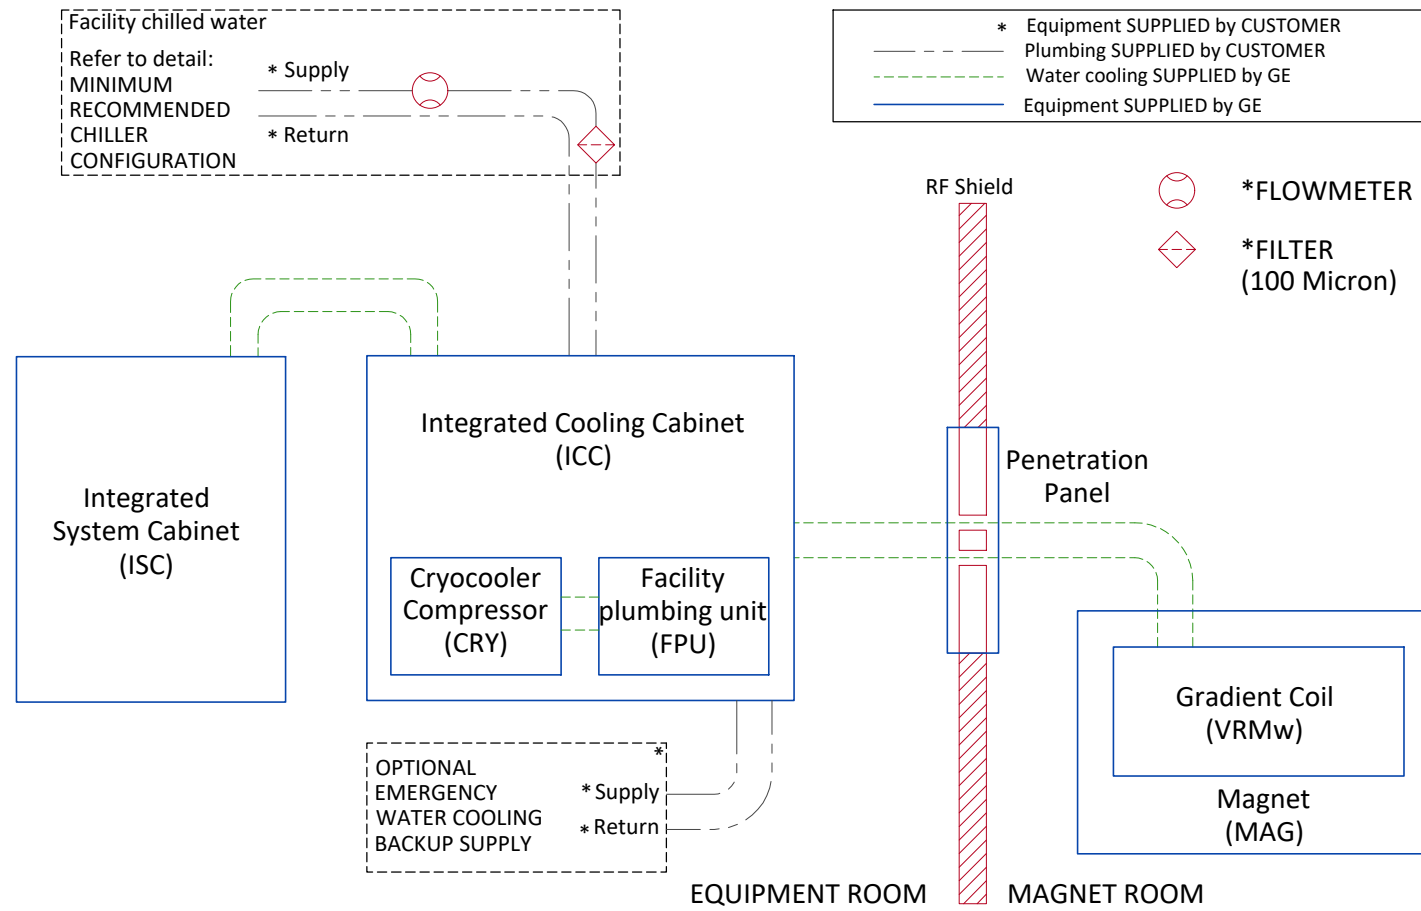 Facility chilled water
Refer to detail:
MINIMUM
RECOMMENDED
CHILLER
CONFIGURATION
* Supply
* Return
* Equipment SUPPLIED by CUSTOMER
Plumbing SUPPLIED by CUSTOMER
Water cooling SUPPLIED by GE
Equipment SUPPLIED by GE
RF Shield
*FLOWMETER
*FILTER
(100 Micron)
Integrated
System Cabinet
(ISC)
Integrated Cooling Cabinet
(ICC)
Cryocooler
Compressor
(CRY)
Facility
plumbing unit
(FPU)
Penetration
Panel
Gradient Coil
(VRMw)
Magnet
(MAG)
*
OPTIONAL
EMERGENCY
WATER COOLING
BACKUP SUPPLY
* Supply
* Return
EQUIPMENT ROOM
MAGNET ROOM